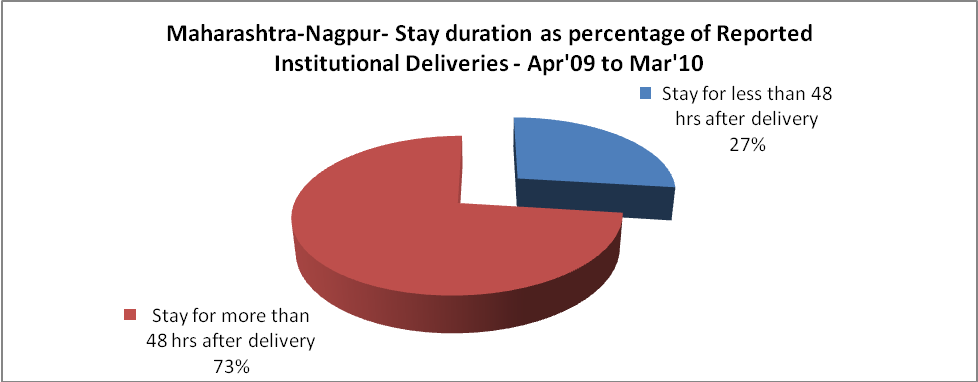 Maharashtra-Nagpur- Stay duration as percentage of Reported
Institutional Deliveries - Apr'09 to Mar'10
Stay for less than 48
hrs after delivery
27%
Stay for more than
48 hrs after delivery
73%